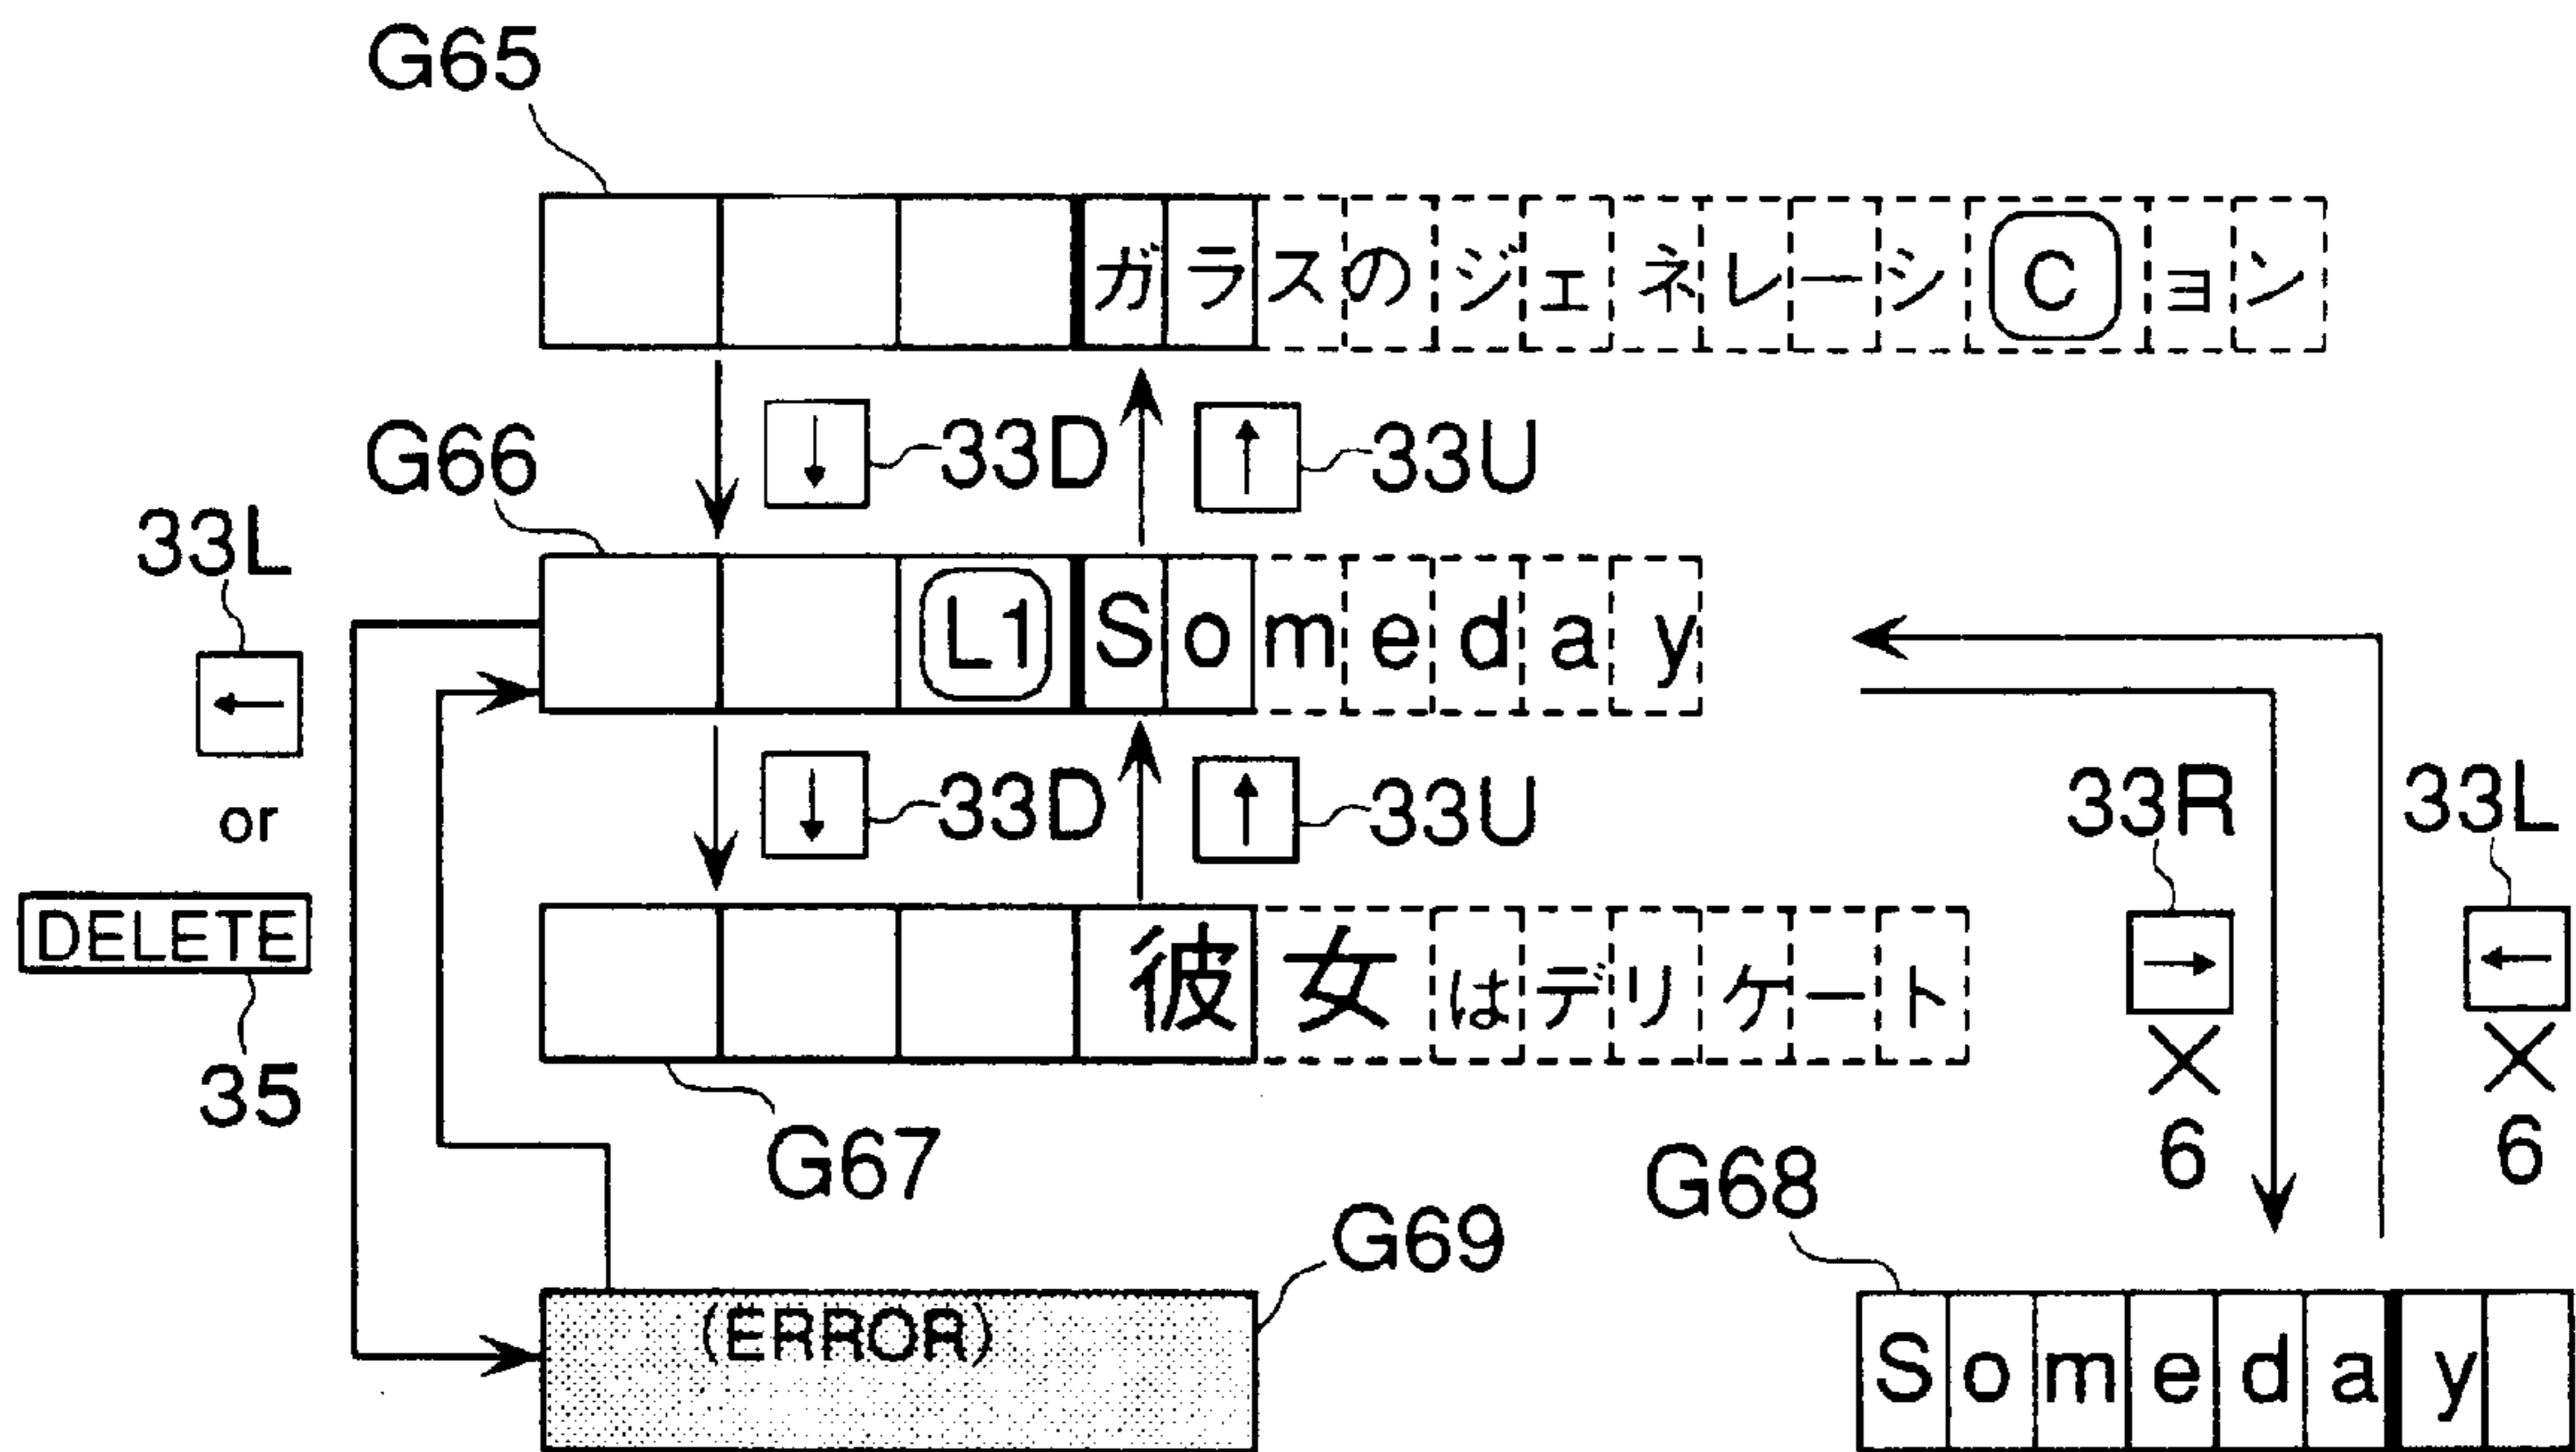 G65
ガラスのジェネレーシCョン
↓ 33D ↑ 33U
G66
33L
←
L1 Someday
or
↓ 33D ↑ 33U
33R 33L
DELETE
彼女はデリケート
→ ←
× ×
35
6 6
G67
G68
G69
(ERROR)
Someday